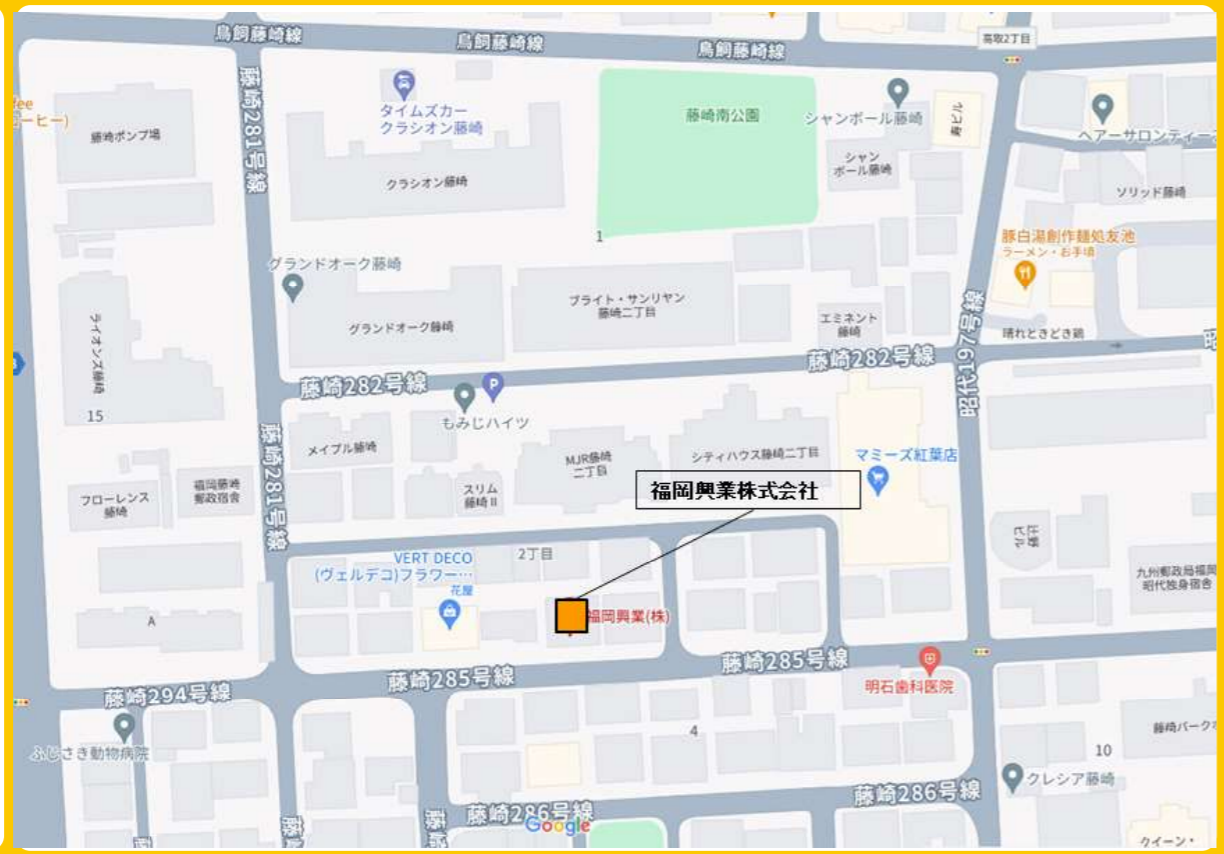 鳥飼藤崎線
鳥飼藤崎線
鳥飼藤崎線
高取2丁目
fee
ーヒー)
藤崎ポンプ場
藤崎281号線
タイムズカー
クラシオン藤崎
クラシオン藤崎
藤崎南公園
シャンボール藤崎
シャン
ボール藤崎
ヘアーサロンティー
ソリッド藤崎
1
豚白湯創作麺処友池
ラーメン・お手頃
グランドオーク藤崎
グランドオーク藤崎
ブライト・サンリヤン
藤崎二丁目
エミネント
藤崎
晴れときどき鶏
昭代197号線
ライオンズ藤崎
15
藤崎282号線
藤崎282号線
P
もみじハイツ
メイプル藤崎
MJR藤崎
二丁目
シティハウス藤崎二丁目
マミーズ紅葉店
藤崎281号線
フローレンス
藤崎
福岡藤崎
郵政宿舎
スリム
藤崎Ⅱ
福岡興業株式会社
VERT DECO
(ヴェルデコ)フラワー…
花屋
2丁目
九州郵政局福岡
昭代独身宿舎
A
福岡興業(株)
藤崎285号線
藤崎285号線
明石歯科医院
藤崎294号線
ふじさき動物病院
4
藤崎パーク
10
クレシア藤崎
藤崎286号線
藤崎286号線
Google
藤
藤崎
クイーン・